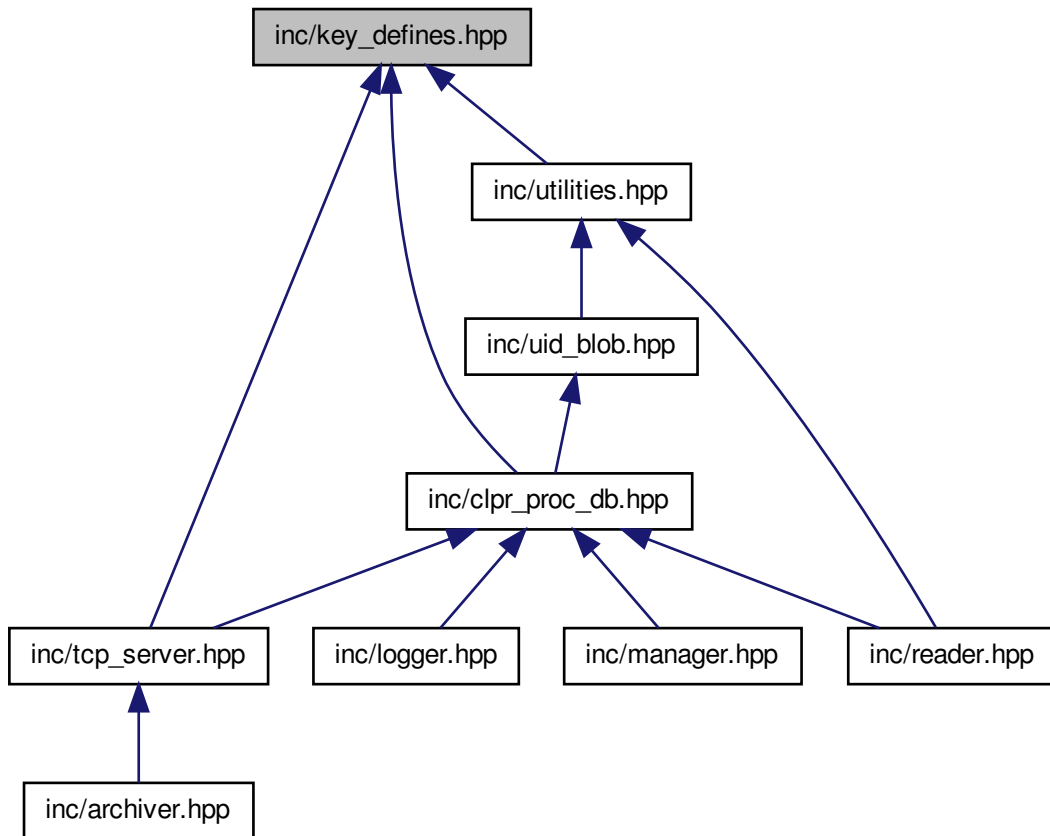 inc/key_defines.hpp
inc/utilities.hpp
inc/uid_blob.hpp
inc/clpr_proc_db.hpp
inc/tcp_server.hpp
inc/logger.hpp
inc/manager.hpp
inc/reader.hpp
inc/archiver.hpp